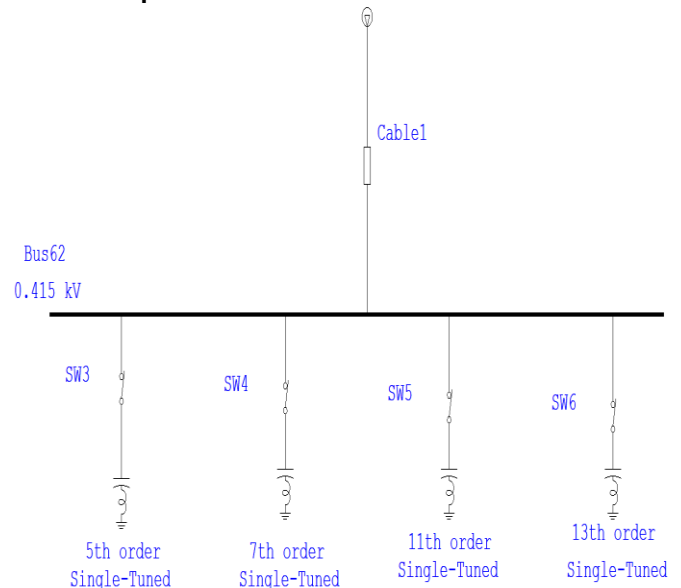 Cable1
Bus62
0.415 kV
SW3
SW4
SW5
SW6
5th order
Single-Tuned
7th order
Single-Tuned
11th order
Single-Tuned
13th order
Single-Tuned